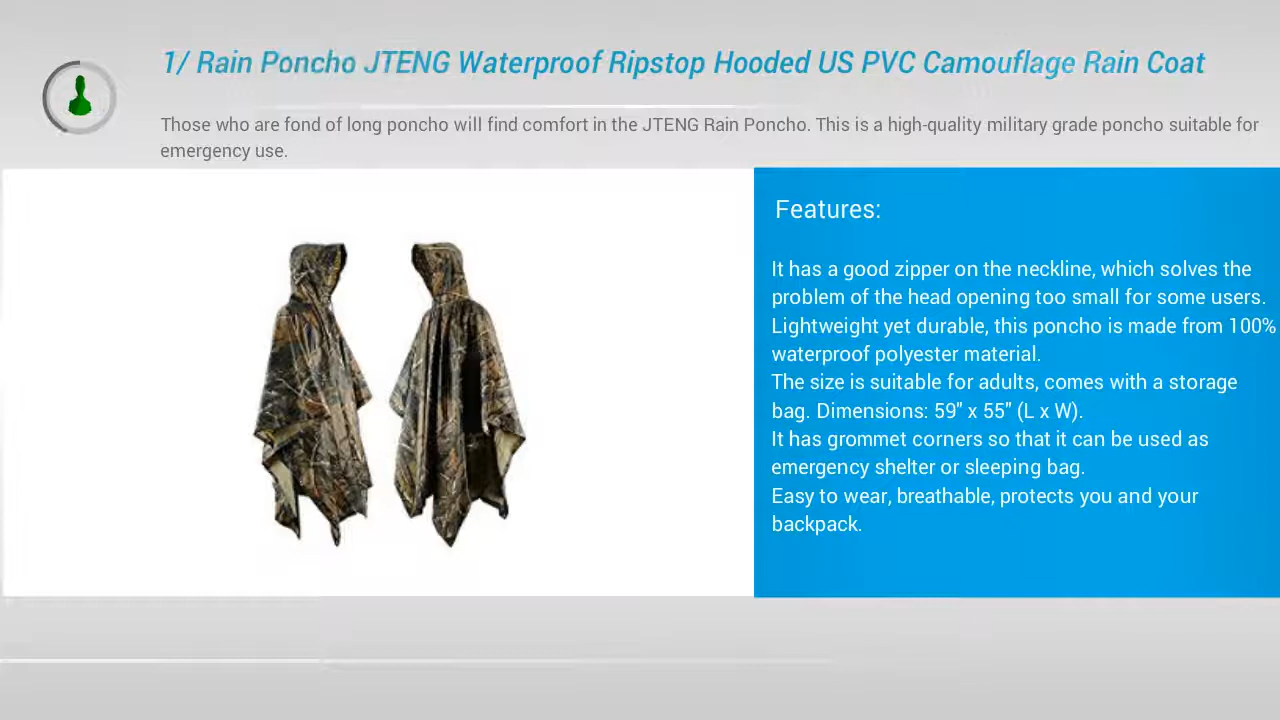 1/ Rain Poncho JTENG Waterproof Ripstop Hooded US PVC Camouflage Rain Coat
Those who are fond of long poncho will find comfort in the JTENG Rain Poncho. This is a high-quality military grade poncho suitable for
emergency use.
Features:
It has a good zipper on the neckline, which solves the
problem of the head opening too small for some users.
Lightweight yet durable, this poncho is made from 100%
waterproof polyester material.
The size is suitable for adults, comes with a storage
bag. Dimensions: 59" x 55" (L x W).
It has grommet corners so that it can be used as
emergency shelter or sleeping bag.
Easy to wear, breathable, protects you and your
backpack.